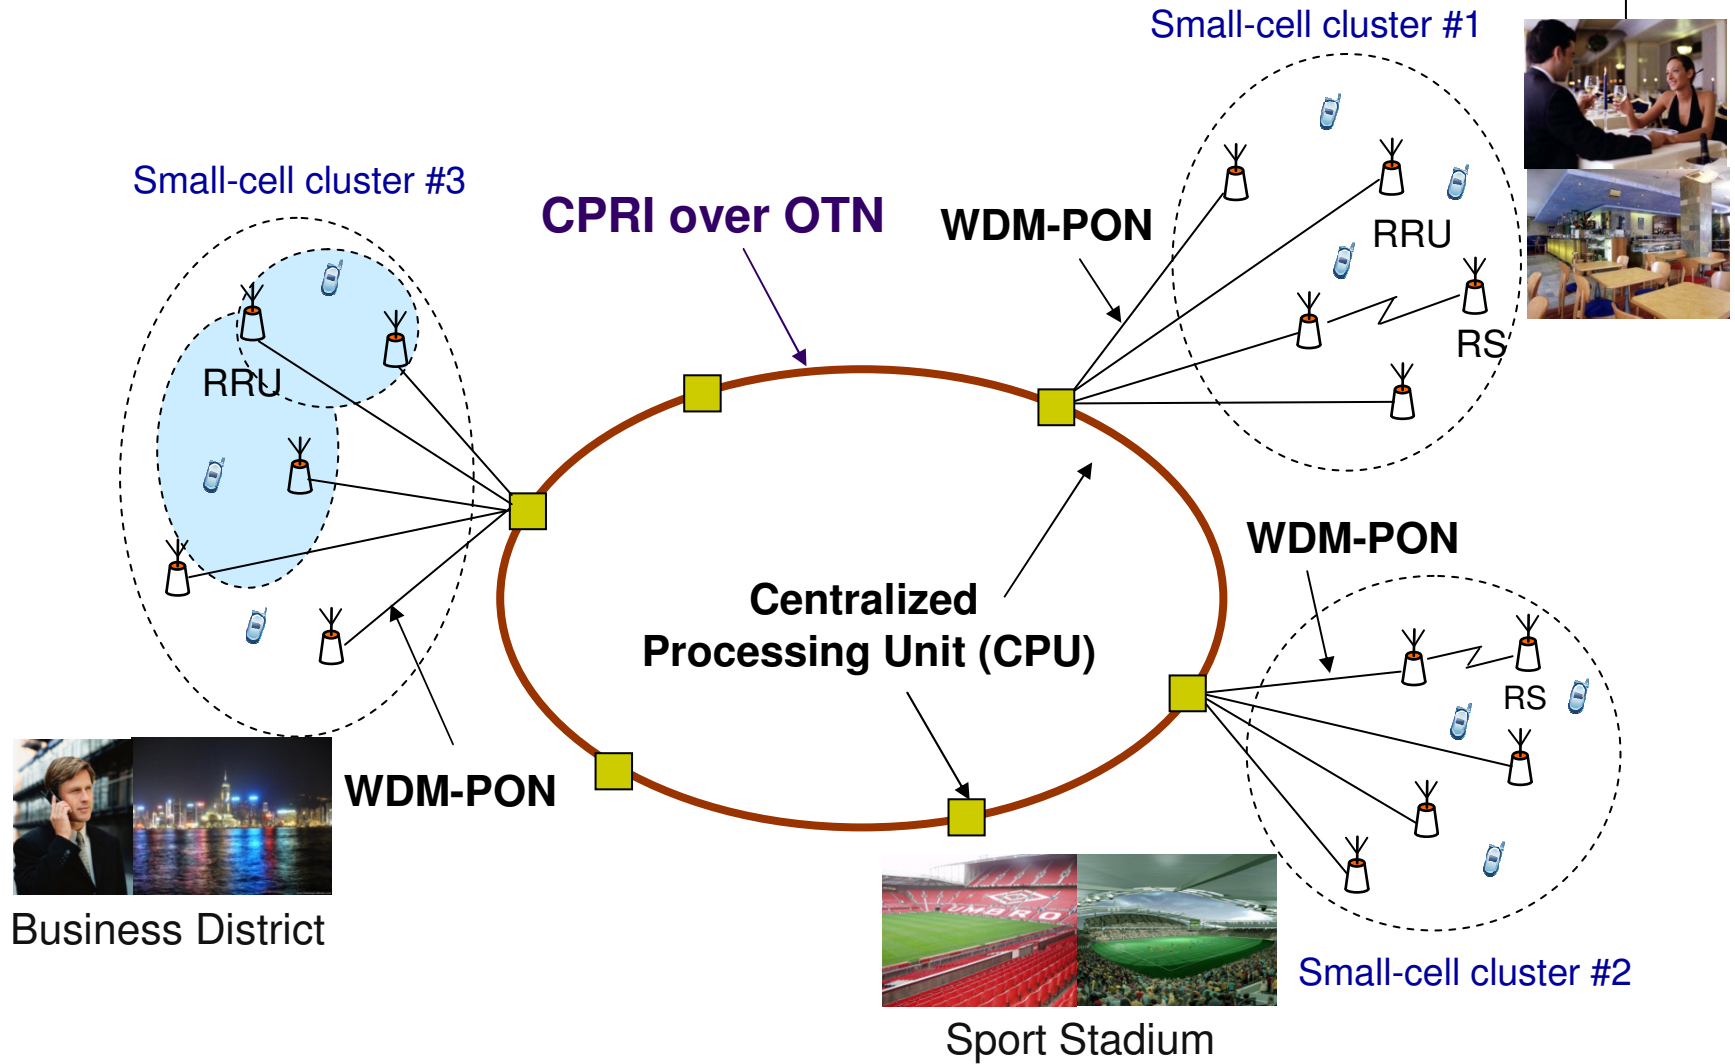 Small-cell cluster #1
Small-cell cluster #3
CPRI over OTN
WDM-PON
RRU
RS
RRU
WDM-PON
Centralized
Processing Unit (CPU)
RS
WDM-PON
UMBRO
Business District
Small-cell cluster #2
Sport Stadium